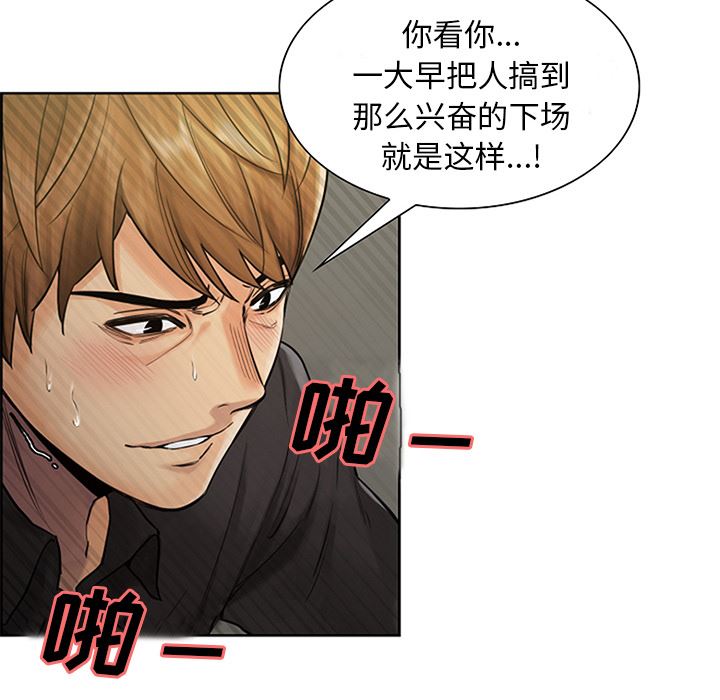 你看你...
一大早把人搞到
那么兴奋的下场
就是这样...!
啪一
啪一